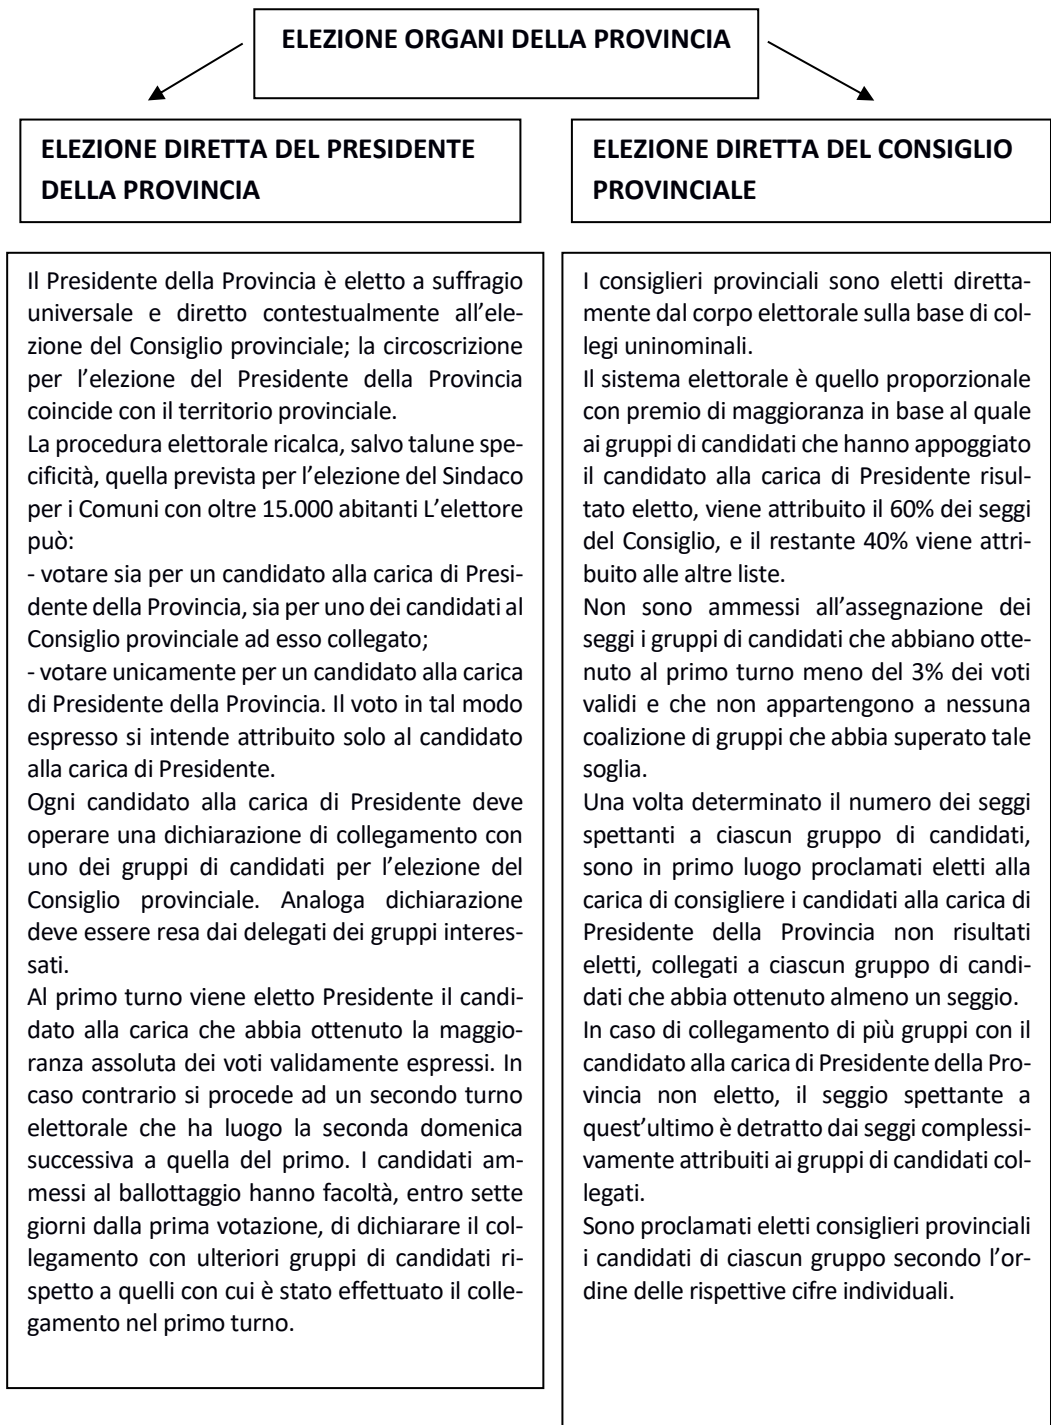 ELEZIONE ORGANI DELLA PROVINCIA
ELEZIONE DIRETTA DEL PRESIDENTE
DELLA PROVINCIA
Il Presidente della Provincia è eletto a suffragio
universale e diretto contestualmente all’ele-
zione del Consiglio provinciale; la circoscrizione
per l’elezione del Presidente della Provincia
coincide con il territorio provinciale.
La procedura elettorale ricalca, salvo talune spe-
cificità, quella prevista per l’elezione del Sindaco
per i Comuni con oltre 15.000 abitanti L’elettore
può:
- votare sia per un candidato alla carica di Presi-
dente della Provincia, sia per uno dei candidati al
Consiglio provinciale ad esso collegato;
- votare unicamente per un candidato alla carica
di Presidente della Provincia. Il voto in tal modo
espresso si intende attribuito solo al candidato
alla carica di Presidente.
Ogni candidato alla carica di Presidente deve
operare una dichiarazione di collegamento con
uno dei gruppi di candidati per l’elezione del
Consiglio provinciale. Analoga dichiarazione
deve essere resa dai delegati dei gruppi interes-
sati.
Al primo turno viene eletto Presidente il candi-
dato alla carica che abbia ottenuto la maggio-
ranza assoluta dei voti validamente espressi. In
caso contrario si procede ad un secondo turno
elettorale che ha luogo la seconda domenica
successiva a quella del primo. I candidati am-
messi al ballottaggio hanno facoltà, entro sette
giorni dalla prima votazione, di dichiarare il col-
legamento con ulteriori gruppi di candidati ri-
spetto a quelli con cui è stato effettuato il colle-
gamento nel primo turno.
ELEZIONE DIRETTA DEL CONSIGLIO
PROVINCIALE
I consiglieri provinciali sono eletti diretta-
mente dal corpo elettorale sulla base di col-
legi uninominali.
Il sistema elettorale è quello proporzionale
con premio di maggioranza in base al quale
ai gruppi di candidati che hanno appoggiato
il candidato alla carica di Presidente risul-
tato eletto, viene attribuito il 60% dei seggi
del Consiglio, e il restante 40% viene attri-
buito alle altre liste.
Non sono ammessi all’assegnazione dei
seggi i gruppi di candidati che abbiano otte-
nuto al primo turno meno del 3% dei voti
validi e che non appartengono a nessuna
coalizione di gruppi che abbia superato tale
soglia.
Una volta determinato il numero dei seggi
spettanti a ciascun gruppo di candidati,
sono in primo luogo proclamati eletti alla
carica di consigliere i candidati alla carica di
Presidente della Provincia non risultati
eletti, collegati a ciascun gruppo di candi-
dati che abbia ottenuto almeno un seggio.
In caso di collegamento di più gruppi con il
candidato alla carica di Presidente della Pro-
vincia non eletto, il seggio spettante a
quest’ultimo è detratto dai seggi complessi-
vamente attribuiti ai gruppi di candidati col-
legati.
Sono proclamati eletti consiglieri provinciali
i candidati di ciascun gruppo secondo l’or-
dine delle rispettive cifre individuali.